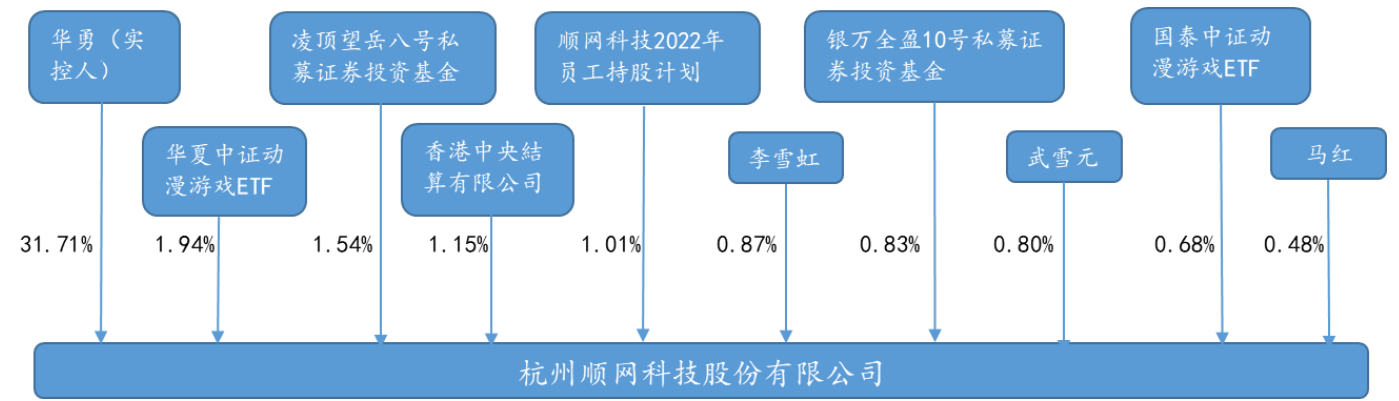 华勇（实
控人）
凌顶望岳八号私
募证券投资基金
顺网科技2022年
员工持股计划
银万全盈10号私募证
券投资基金
国泰中证动
漫游戏ETF
华夏中证动
漫游戏ETF
香港中央結
算有限公司
李雪虹
武雪元
马红
31.71%
1.94%
1.54%
1.15%
1.01%
0.87%
0.83%
0.80%
0.68%
0.48%
杭州顺网科技股份有限公司